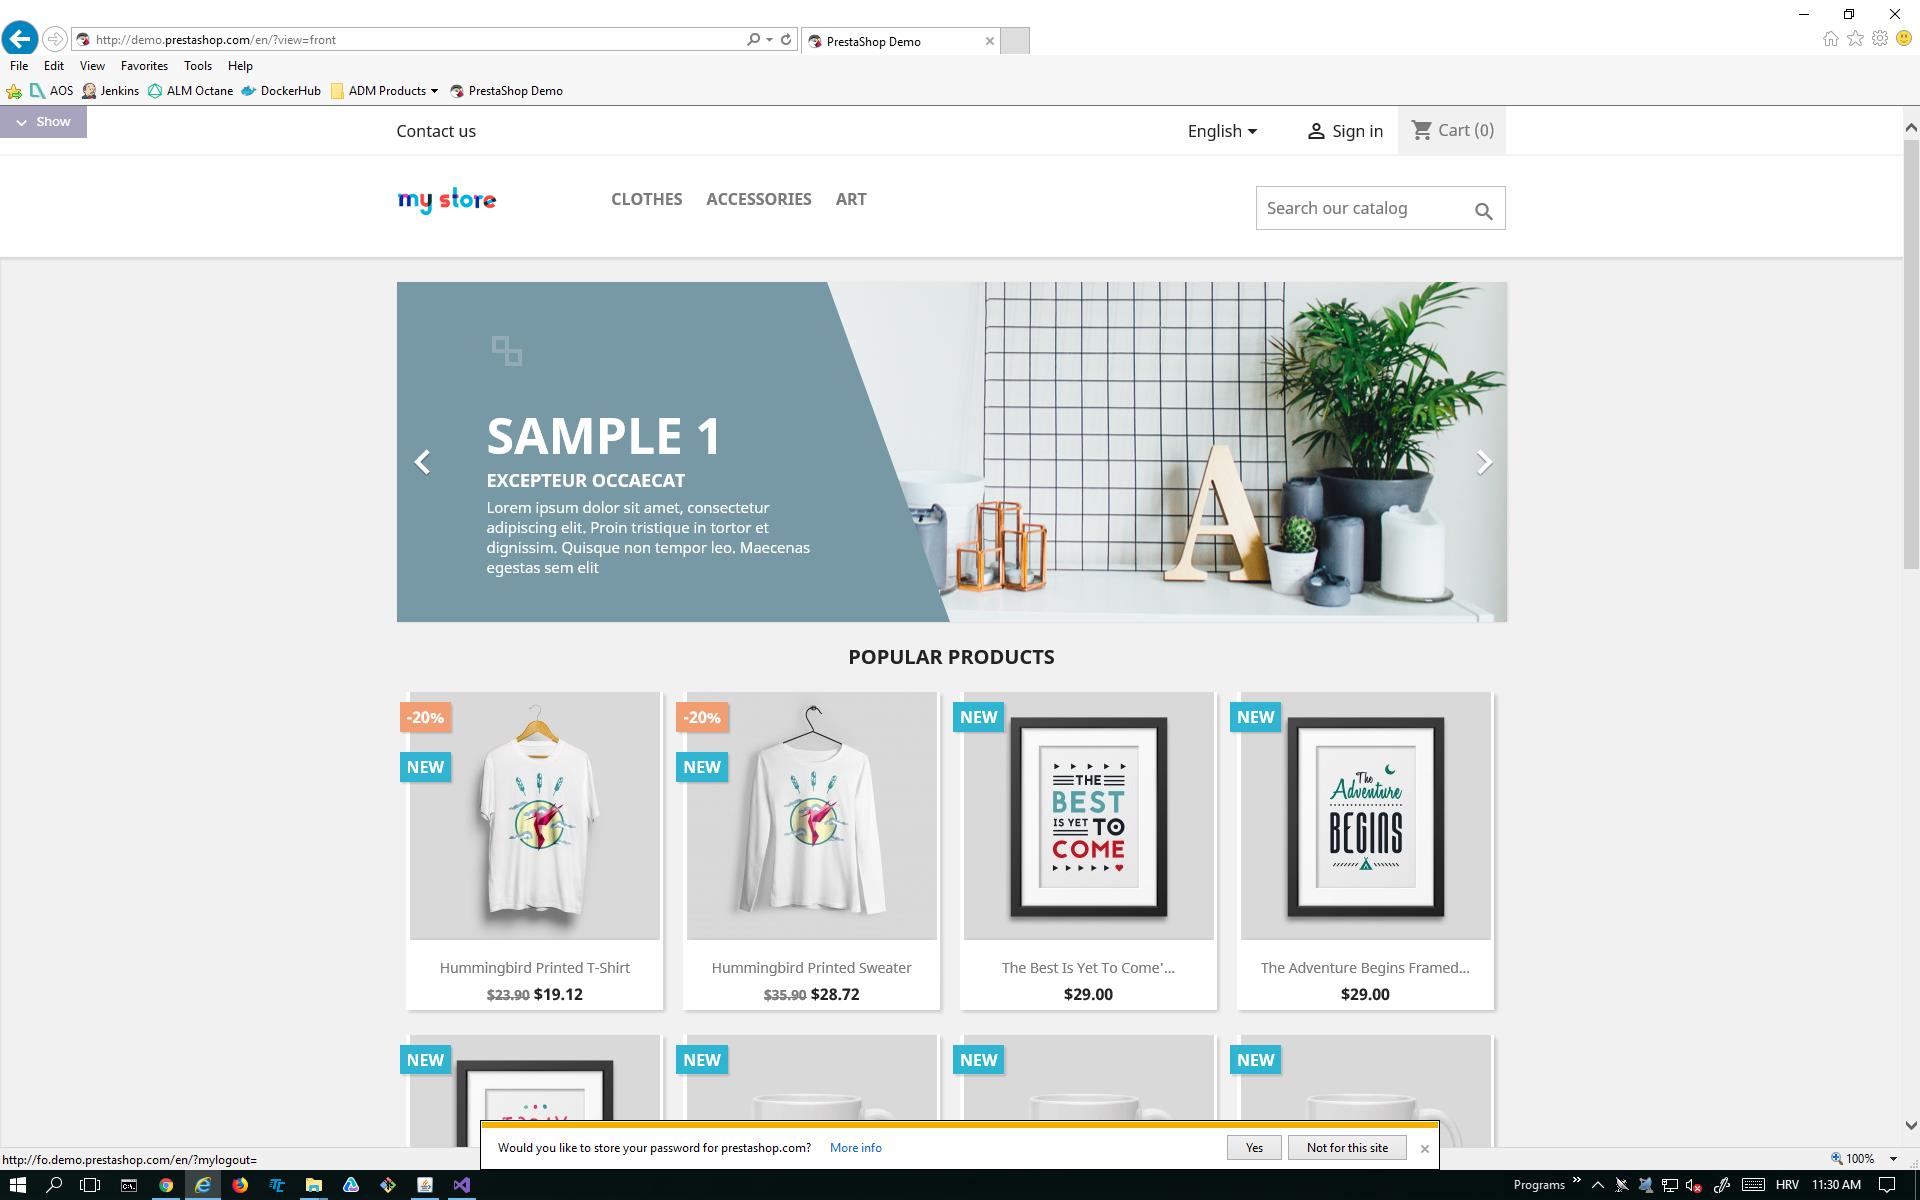 http://demo.prestashop.com/en/?view=front
PrestaShop Demo
File Edit View Favorites Tools Help
AOS Jenkins ALM Octane DockerHub ADM Products PrestaShop Demo
Show
Contact us
English Sign in Cart (0)
my store
CLOTHES ACCESSORIES ART
Search our catalog
SAMPLE 1
EXCEPTEUR OCCAECAT
Lorem ipsum dolor sit amet, consectetur
adipiscing elit. Proin tristique in tortor et
dignissim. Quisque non tempor leo. Maecenas
egestas sem elit
A
POPULAR PRODUCTS
-20%
NEW
Hummingbird Printed T-Shirt
$23.90 $19.12
-20%
NEW
Hummingbird Printed Sweater
$35.90 $28.72
NEW
THE
BEST
IS YET TO
COME
The Best Is Yet To Come'...
$29.00
NEW
The
Adventure
BEGINS
The Adventure Begins Framed...
$29.00
NEW
NEW
NEW
NEW
Would you like to store your password for prestashop.com? More info Yes Not for this site
http://fo.demo.prestashop.com/en/?mylogout=
100%
Programs HRV 11:30 AM